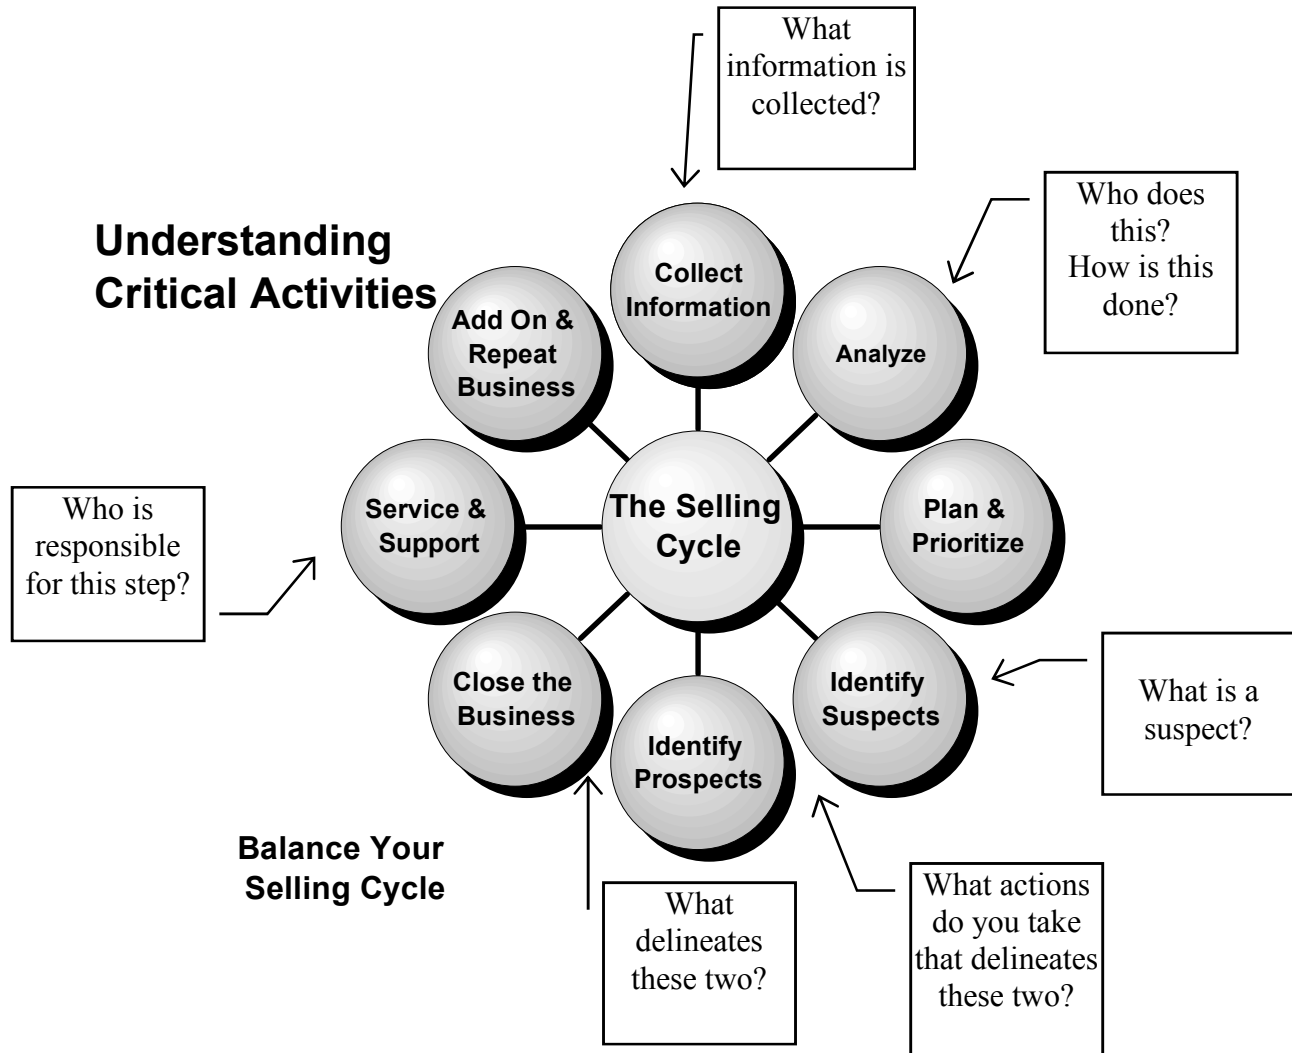 What
information is
collected?
Who does
this?
How is this
done?
Understanding
Critical Activities
Collect
Information
Add On &
Repeat
Business
Analyze
Service &
Support
The Selling
Cycle
Plan &
Prioritize
Who is
responsible
for this step?
Close the
Business
Identify
Prospects
Identify
Suspects
What is a
suspect?
Balance Your
Selling Cycle
What
delineates
these two?
What actions
do you take
that delineates
these two?